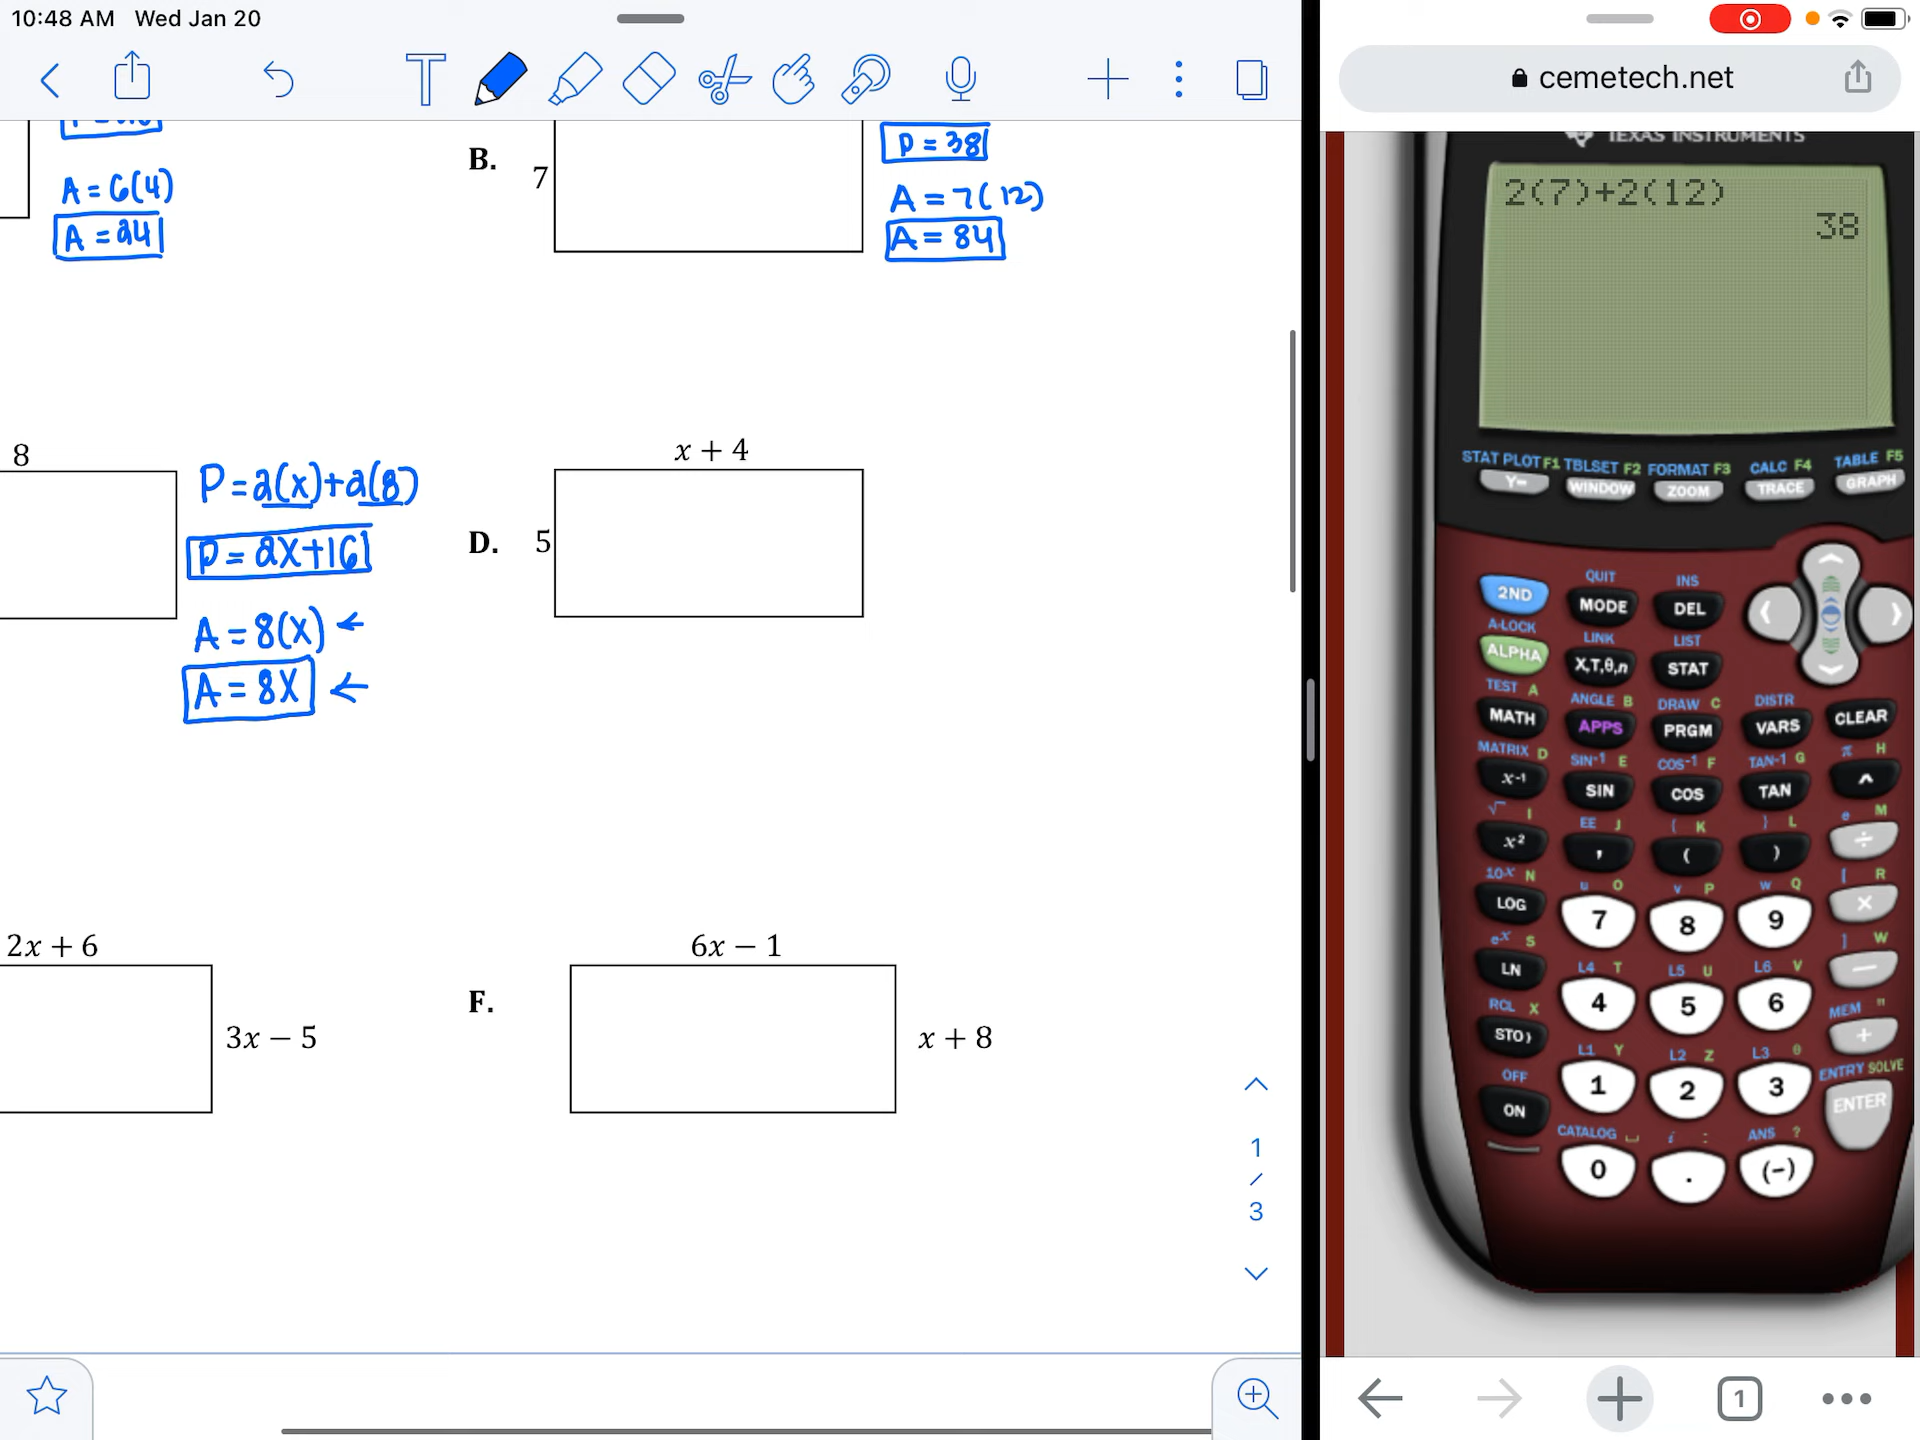 10:48 AM Wed Jan 20
cemetech.net
TEXAS INSTRUMENTS
2(7)+2(12)
38
A = 6(4)
A = 24
B.
7
P = 38
A = 7(12)
A = 84
8
P = 2(x)+2(8)
P = 2x+16
A = 8(x) ←
A = 8x ←
x + 4
D.
5
2x + 6
3x − 5
F.
6x − 1
x + 8
1
/
3
STAT PLOT F1 TBLSET F2 FORMAT F3 CALC F4 TABLE F5
Y= WINDOW ZOOM TRACE GRAPH
QUIT INS
2ND MODE DEL
A-LOCK LINK LIST
ALPHA X,T,θ,n STAT
TEST A ANGLE B DRAW C DISTR
MATH APPS PRGM VARS CLEAR
MATRIX D SIN⁻¹ E COS⁻¹ F TAN⁻¹ G π H
x⁻¹ SIN COS TAN ^
√ I EE J { K } L e M
x² , ( ) ÷
10ˣ N u O v P w Q [ R
LOG 7 8 9 ×
eˣ S L4 T L5 U L6 V ] W
LN 4 5 6 −
RCL X L1 Y L2 Z L3 θ MEM "
STO⟩ 1 2 3 +
OFF CATALOG ⎵ i : ANS ? ENTRY SOLVE
ON 0 . (-) ENTER
1